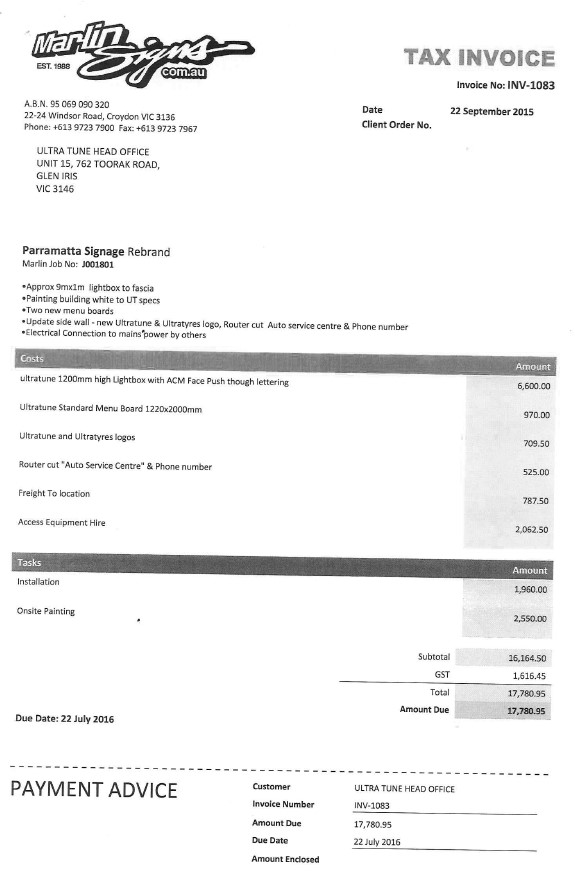 Marlin
Signs
EST. 1988
com.au
TAX INVOICE
Invoice No: INV-1083
A.B.N. 95 069 090 320
22-24 Windsor Road, Croydon VIC 3136
Phone: +613 9723 7900 Fax: +613 9723 7967
Date 22 September 2015
Client Order No.
ULTRA TUNE HEAD OFFICE
UNIT 15, 762 TOORAK ROAD,
GLEN IRIS
VIC 3146
Parramatta Signage Rebrand
Marlin Job No: J001801
•Approx 9mx1m lightbox to fascia
•Painting building white to UT specs
•Two new menu boards
•Update side wall - new Ultratune & Ultratyres logo, Router cut Auto service centre & Phone number
•Electrical Connection to mains power by others
Costs Amount
ultratune 1200mm high Lightbox with ACM Face Push though lettering 6,600.00
Ultratune Standard Menu Board 1220x2000mm 970.00
Ultratune and Ultratyres logos 709.50
Router cut "Auto Service Centre" & Phone number 525.00
Freight To location 787.50
Access Equipment Hire 2,062.50
Tasks Amount
Installation 1,960.00
Onsite Painting 2,550.00
Subtotal 16,164.50
GST 1,616.45
Total 17,780.95
Amount Due 17,780.95
Due Date: 22 July 2016
PAYMENT ADVICE
Customer ULTRA TUNE HEAD OFFICE
Invoice Number INV-1083
Amount Due 17,780.95
Due Date 22 July 2016
Amount Enclosed